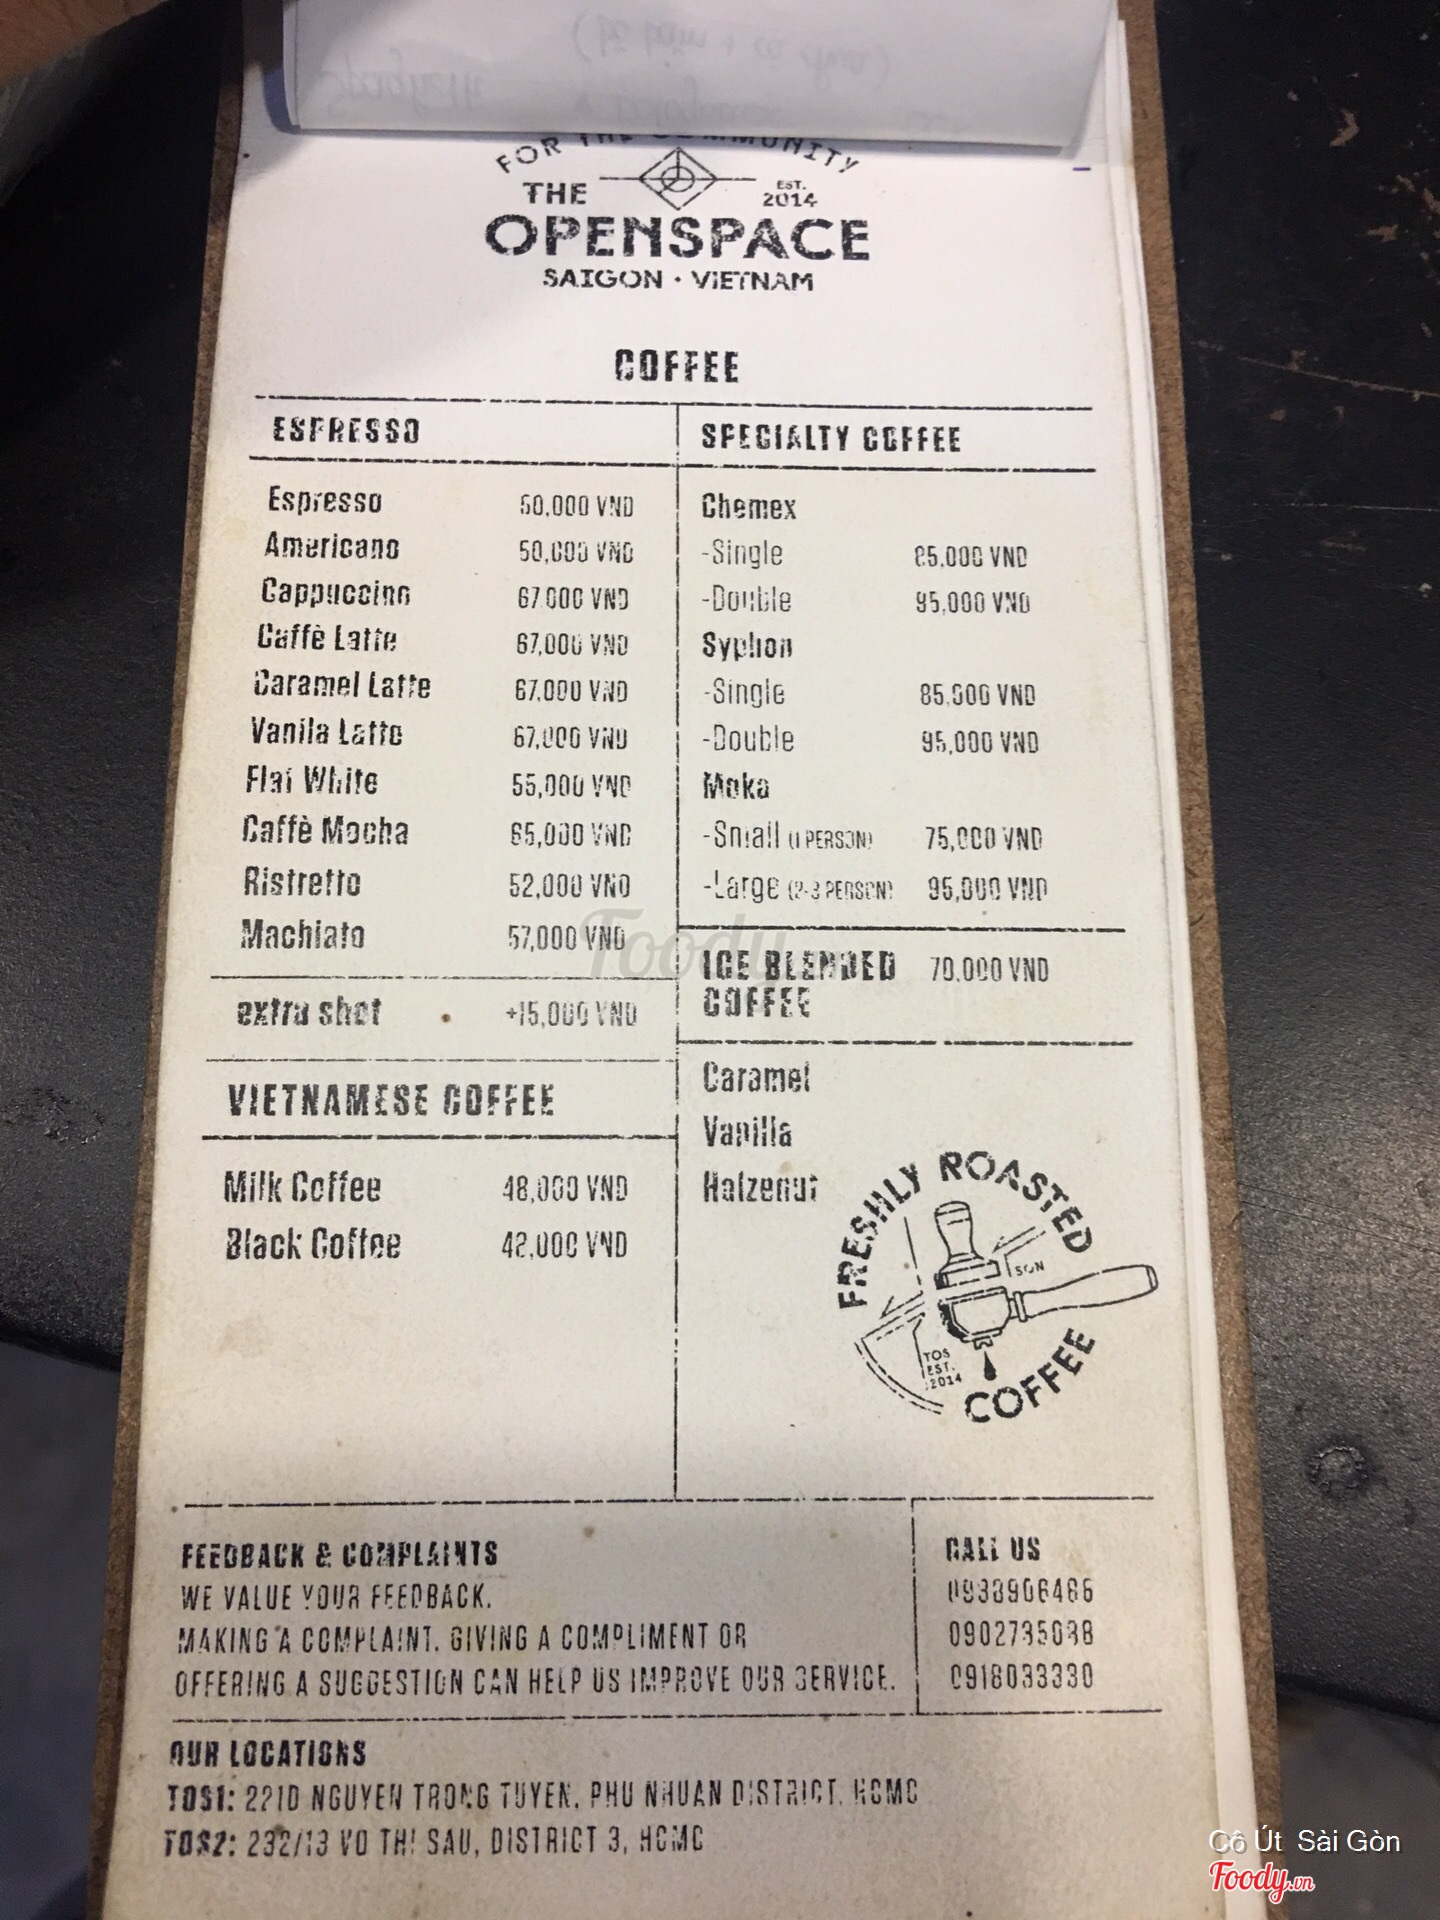 FOR THE COMMUNITY
THE
EST.
2014
OPENSPACE
SAIGON · VIETNAM
COFFEE
ESPRESSO
Espresso 50,000 VND
Americano 50,000 VND
Cappuccino 67.000 VND
Caffè Latte 67,000 VND
Caramel Latte 67,000 VND
Vanila Latte 67,000 VND
Flat White 55,000 VND
Caffè Mocha 65,000 VND
Ristretto 52,000 VND
Machiato 57,000 VND
extra shot +15,000 VND
VIETNAMESE COFFEE
Milk Coffee 48,000 VND
Black Coffee 42,000 VND
SPECIALTY COFFEE
Chemex
-Single 85,000 VND
-Double 95,000 VND
Syphon
-Single 85,000 VND
-Double 95,000 VND
Moka
-Small (1 PERSON) 75,000 VND
-Large (2-3 PERSON) 95,000 VND
ICE BLENDED 70,000 VND
COFFEE
Caramel
Vanilla
Halzenut
FRESHLY ROASTED
SON
TOS
EST.
2014
COFFEE
FEEDBACK & COMPLAINTS
WE VALUE YOUR FEEDBACK.
MAKING A COMPLAINT. GIVING A COMPLIMENT OR
OFFERING A SUGGESTION CAN HELP US IMPROVE OUR SERVICE.
CALL US
0938906486
0902735038
0918033330
OUR LOCATIONS
TOS1: 221D NGUYEN TRONG TUYEN, PHU NHUAN DISTRICT, HCMC
TOS2: 232/13 VO THI SAU, DISTRICT 3, HCMC
Foody
Cô Út Sài Gòn
Foody.vn